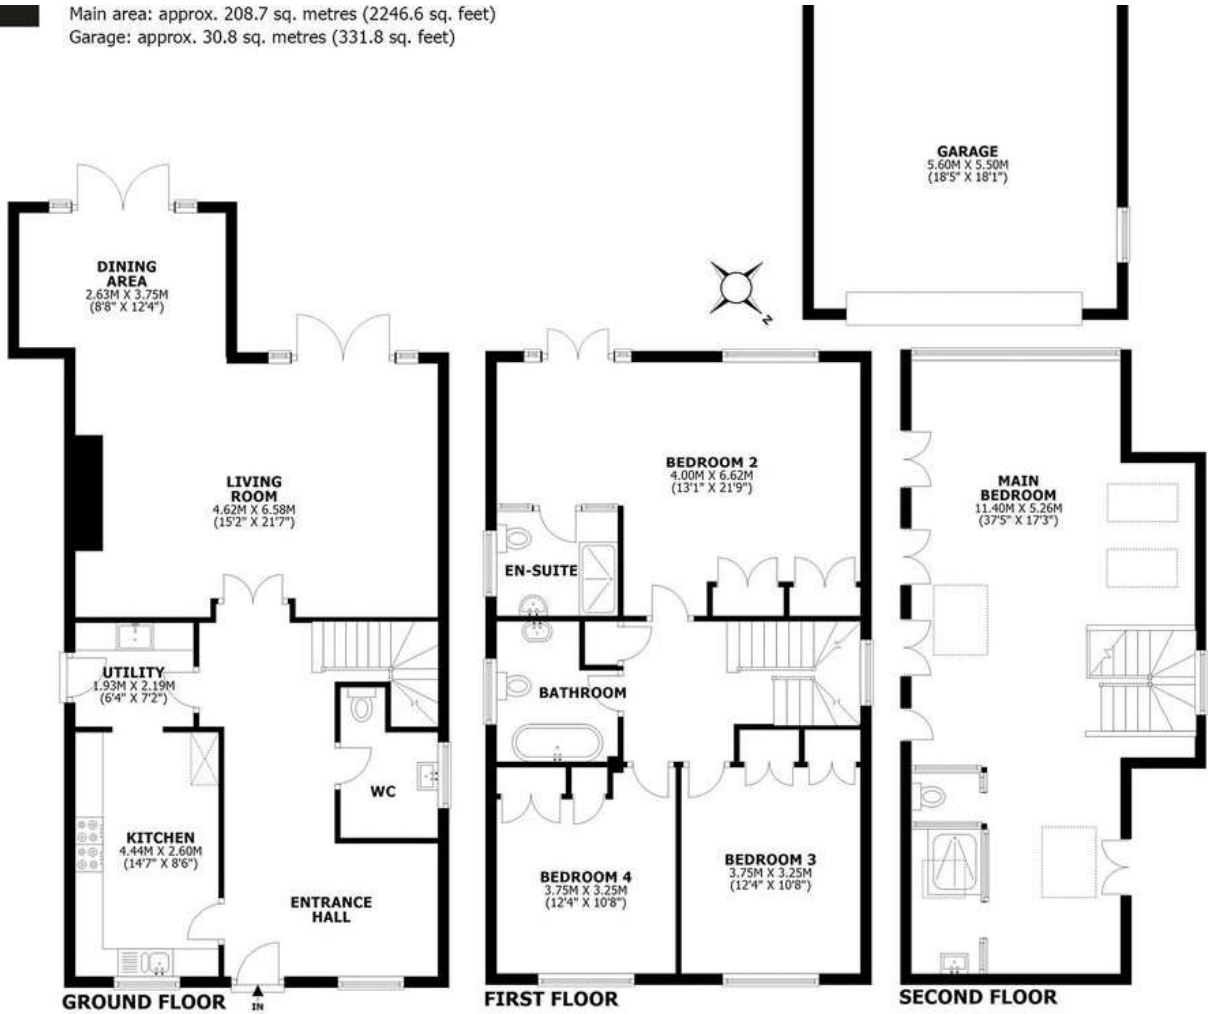 Main area: approx. 208.7 sq. metres (2246.6 sq. feet)
Garage: approx. 30.8 sq. metres (331.8 sq. feet)
GARAGE
5.60M X 5.50M
(18'5" X 18'1")
DINING
AREA
2.63M X 3.75M
(8'8" X 12'4")
N
LIVING
ROOM
4.62M X 6.58M
(15'2" X 21'7")
UTILITY
1.93M X 2.19M
(6'4" X 7'2")
WC
KITCHEN
4.44M X 2.60M
(14'7" X 8'6")
ENTRANCE
HALL
IN
GROUND FLOOR
BEDROOM 2
4.00M X 6.62M
(13'1" X 21'9")
EN-SUITE
BATHROOM
BEDROOM 3
3.75M X 3.25M
(12'4" X 10'8")
BEDROOM 4
3.75M X 3.25M
(12'4" X 10'8")
FIRST FLOOR
MAIN
BEDROOM
11.40M X 5.26M
(37'5" X 17'3")
SECOND FLOOR